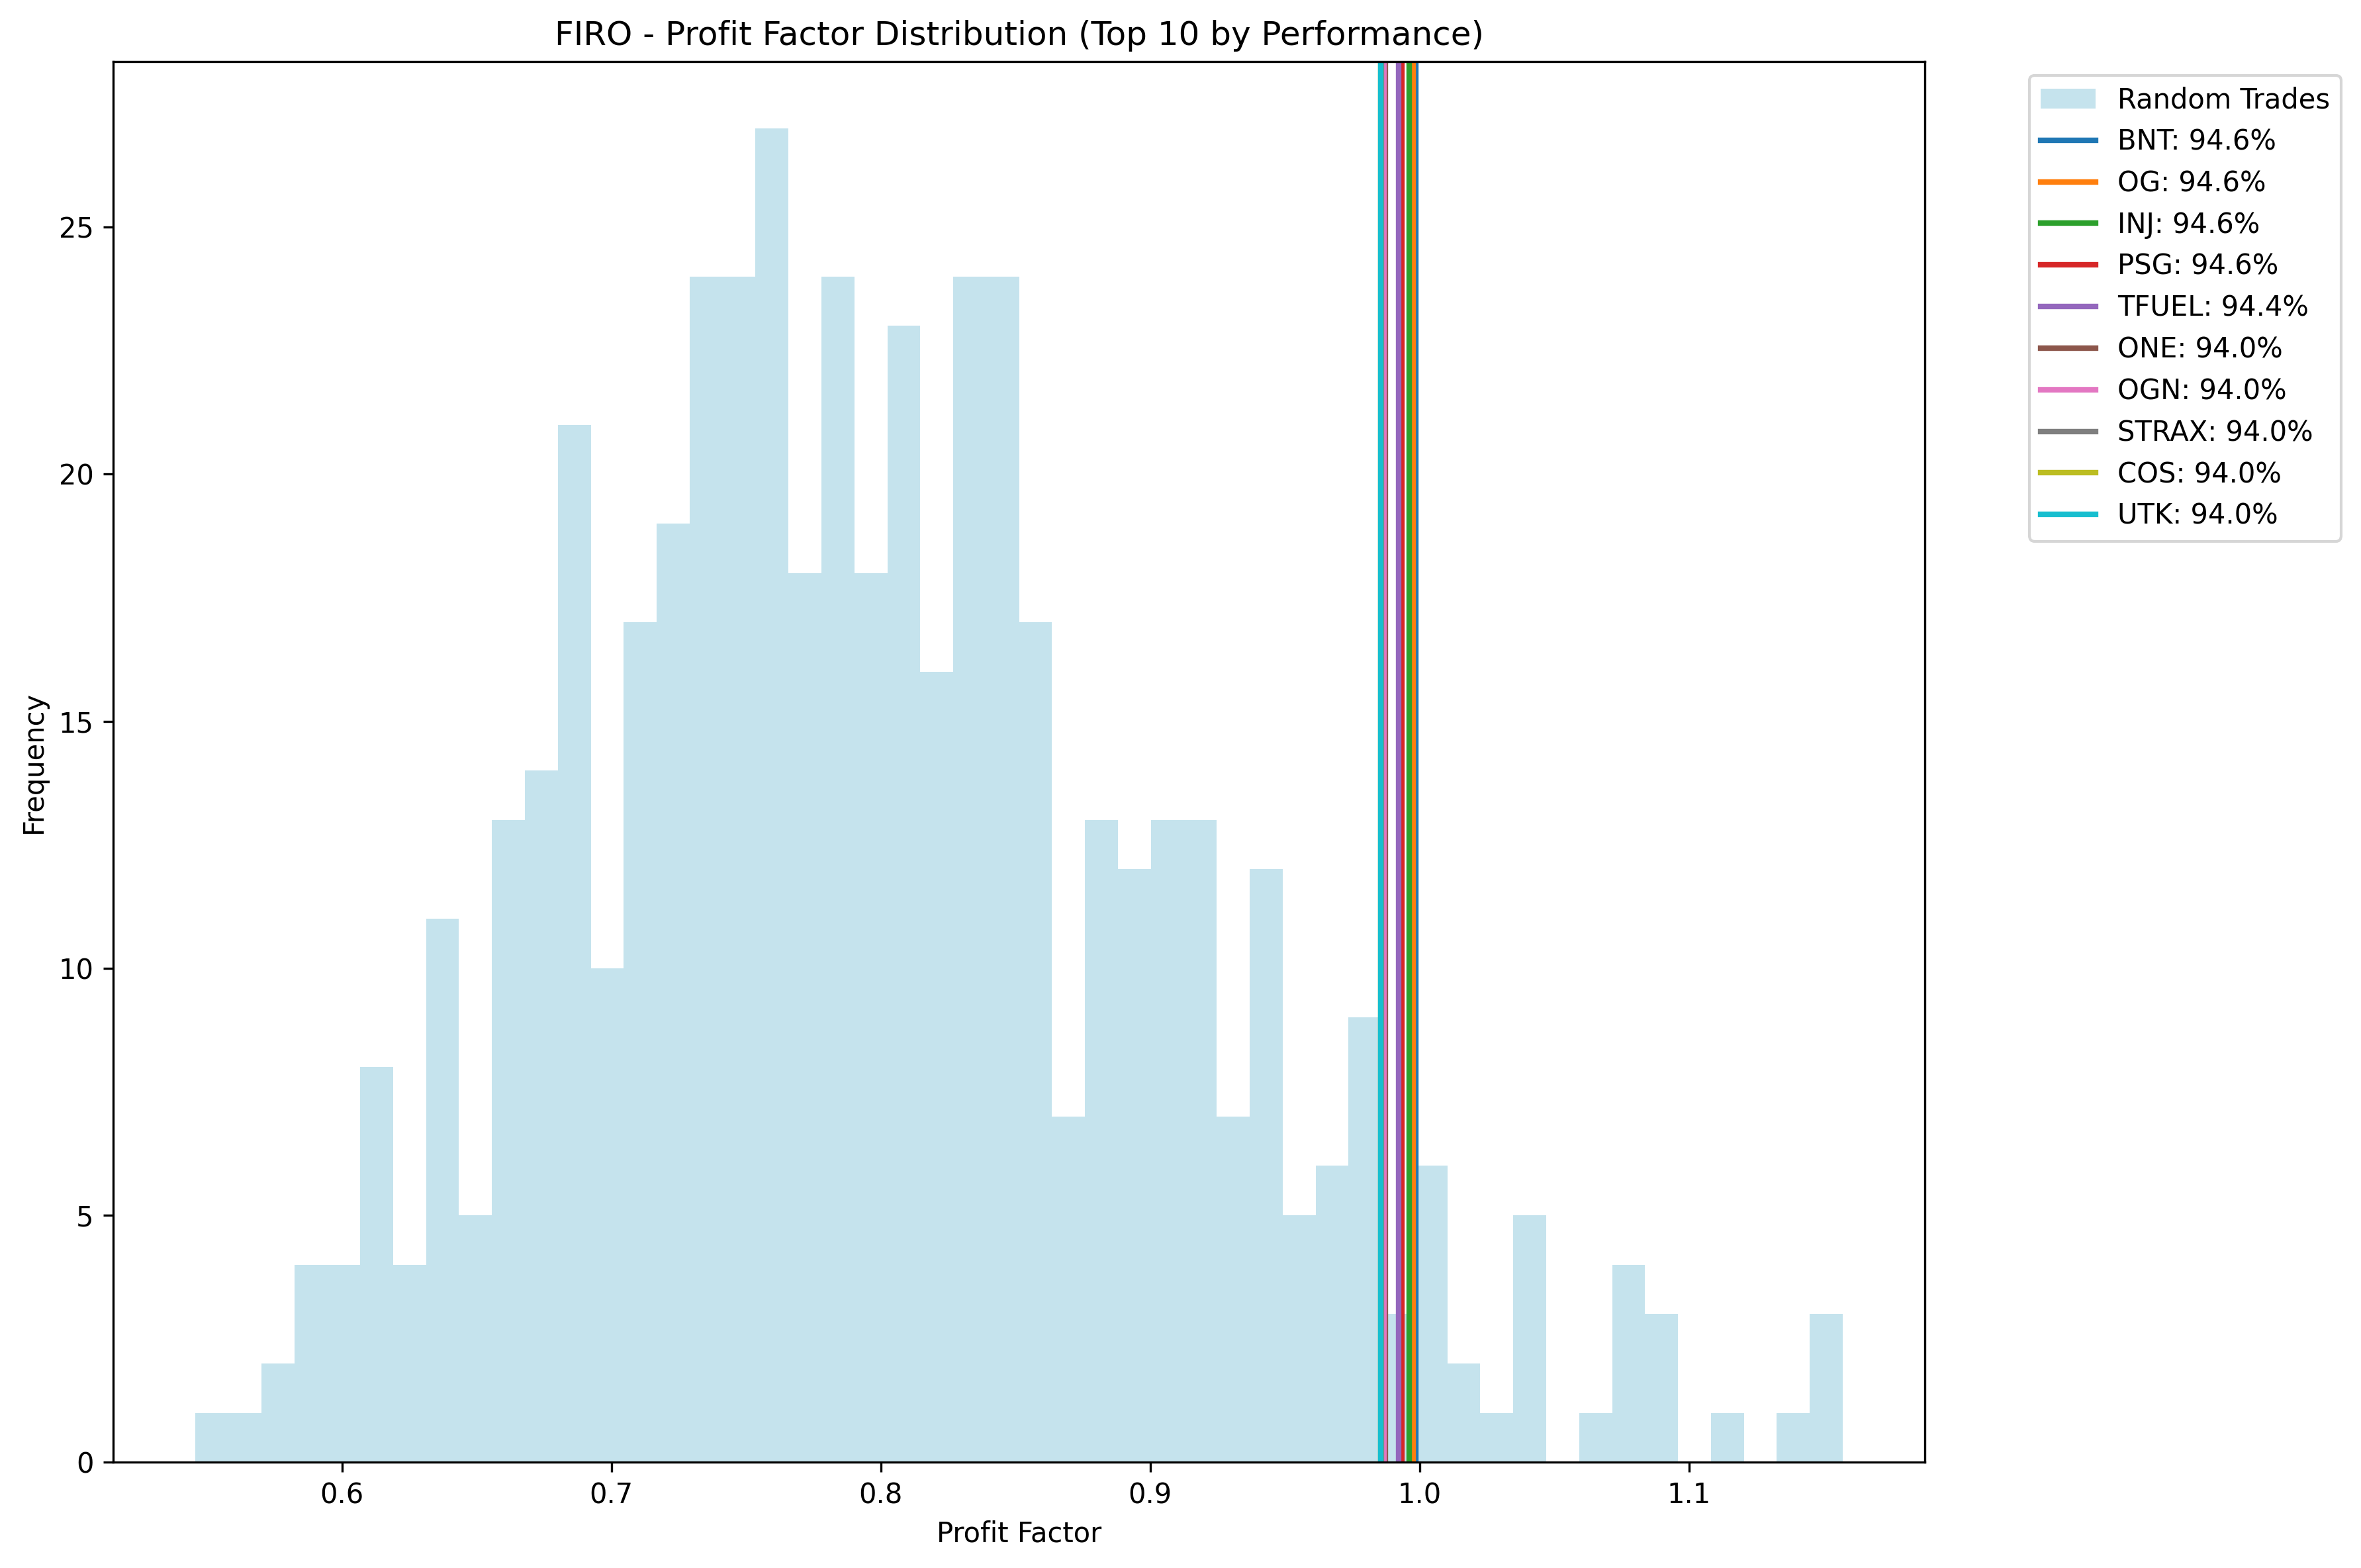 FIRO - Profit Factor Distribution (Top 10 by Performance)
Frequency
25
20
15
10
5
0
0.6
0.7
0.8
0.9
1.0
1.1
Profit Factor
Random Trades
BNT: 94.6%
OG: 94.6%
INJ: 94.6%
PSG: 94.6%
TFUEL: 94.4%
ONE: 94.0%
OGN: 94.0%
STRAX: 94.0%
COS: 94.0%
UTK: 94.0%